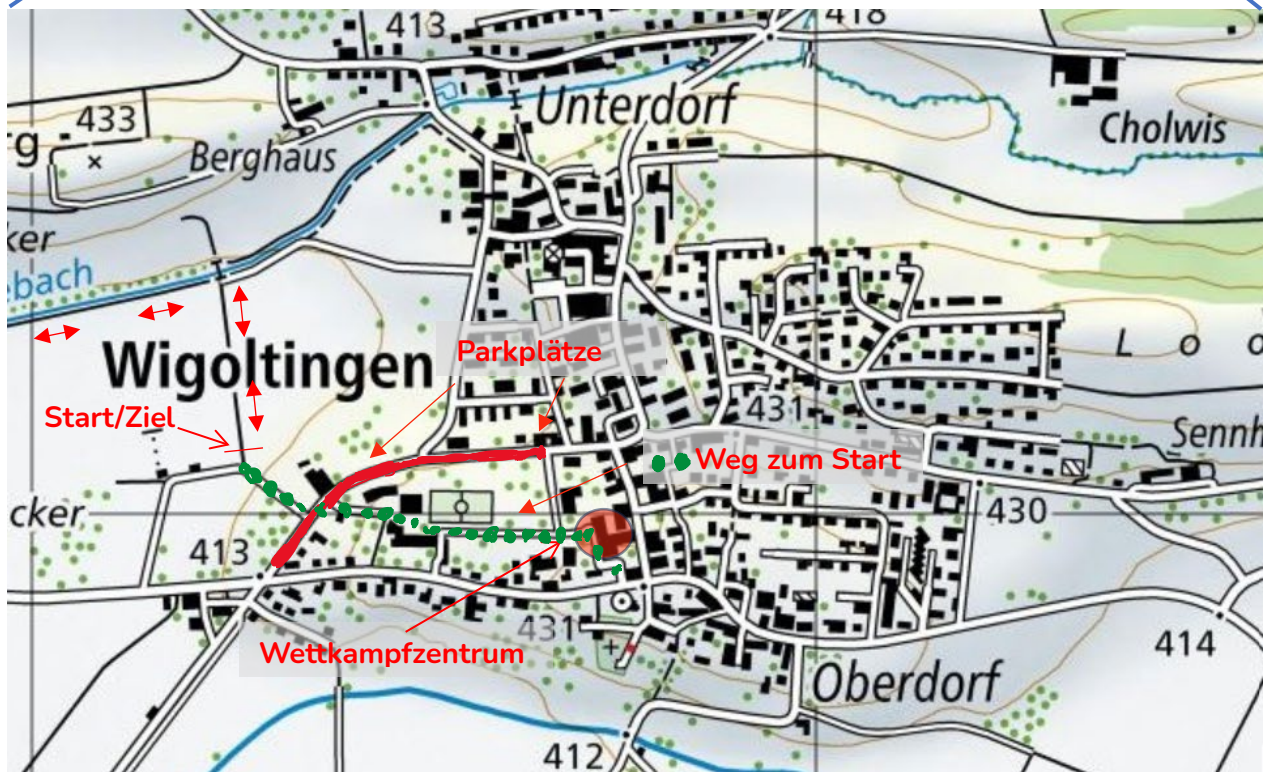 413
418
Unterdorf
433
Cholwis
g
Berghaus
ker
bach
Wigoltingen
Parkplätze
L o o
Start/Ziel
431
Sennh
Weg zum Start
cker
430
413
431
Wettkampfzentrum
414
Oberdorf
412